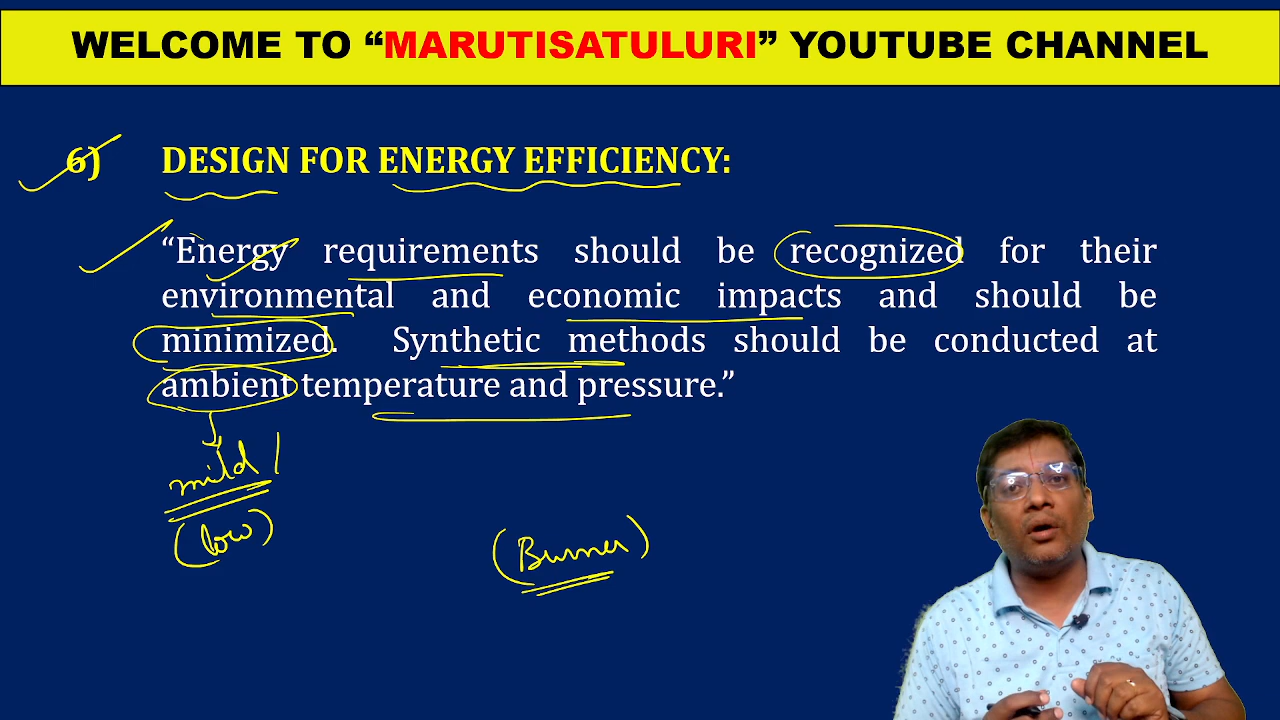 WELCOME TO “MARUTISATULURI” YOUTUBE CHANNEL
6) DESIGN FOR ENERGY EFFICIENCY:
“Energy requirements should be recognized for their
environmental and economic impacts and should be
minimized. Synthetic methods should be conducted at
ambient temperature and pressure.”
mild /
(low)
(Burner)